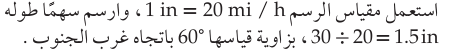 استعمل مقياس الرسم 1 in = 20 mi / h ، وارسم سهمًا طوله
30 ÷ 20 = 1.5in ، بزاوية قياسها 60° باتجاه غرب الجنوب .